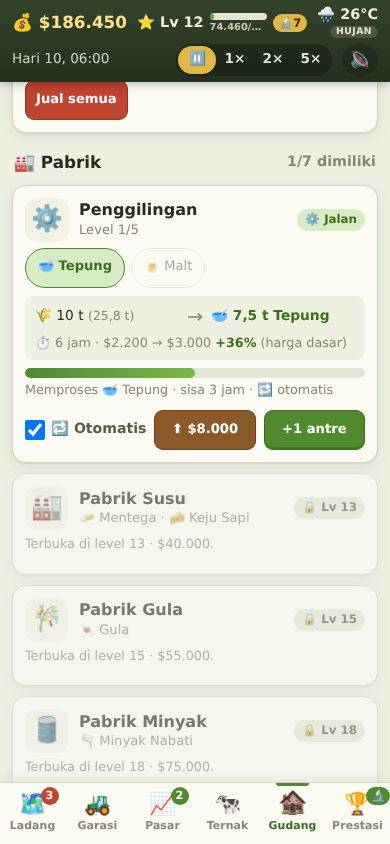 $186.450
Lv 12
74.460/...
7
26°C
HUJAN
Hari 10, 06:00
1×
2×
5×
Jual semua
Pabrik
1/7 dimiliki
Penggilingan
Level 1/5
Jalan
Tepung
Malt
10 t (25,8 t) → 7,5 t Tepung
6 jam · $2.200 → $3.000 +36% (harga dasar)
Memproses Tepung · sisa 3 jam · otomatis
Otomatis
⬆ $8.000
+1 antre
Pabrik Susu
Mentega · Keju Sapi
Lv 13
Terbuka di level 13 · $40.000.
Pabrik Gula
Gula
Lv 15
Terbuka di level 15 · $55.000.
Pabrik Minyak
Minyak Nabati
Lv 18
Terbuka di level 18 · $75.000.
3
2
Ladang
Garasi
Pasar
Ternak
Gudang
Prestasi